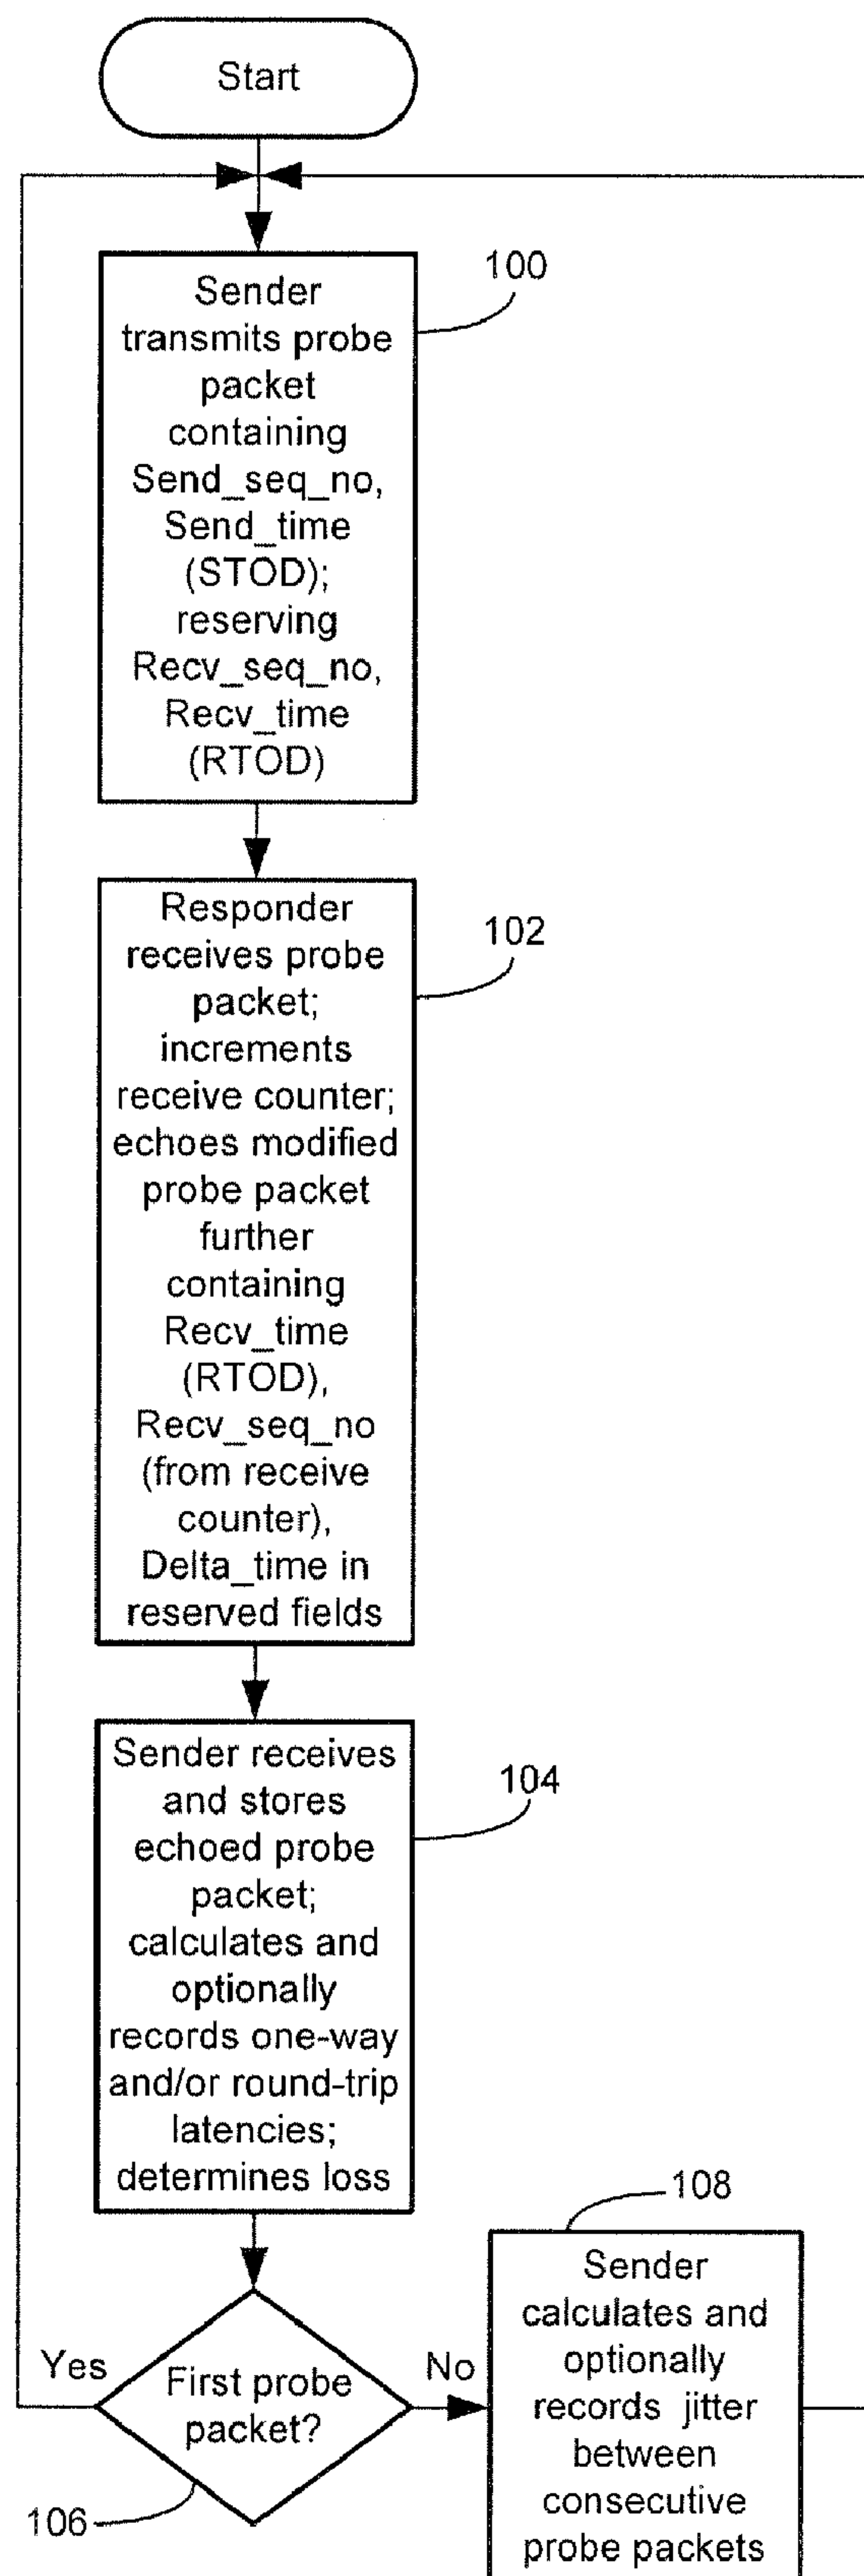 Start
100
Sender
transmits probe
packet
containing
Send_seq_no,
Send_time
(STOD);
reserving
Recv_seq_no,
Recv_time
(RTOD)
102
Responder
receives probe
packet;
increments
receive counter;
echoes modified
probe packet
further
containing
Recv_time
(RTOD),
Recv_seq_no
(from receive
counter),
Delta_time in
reserved fields
104
Sender receives
and stores
echoed probe
packet;
calculates and
optionally
records one-way
and/or round-trip
latencies;
determines loss
Yes
First probe
packet?
No
106
108
Sender
calculates and
optionally
records jitter
between
consecutive
probe packets